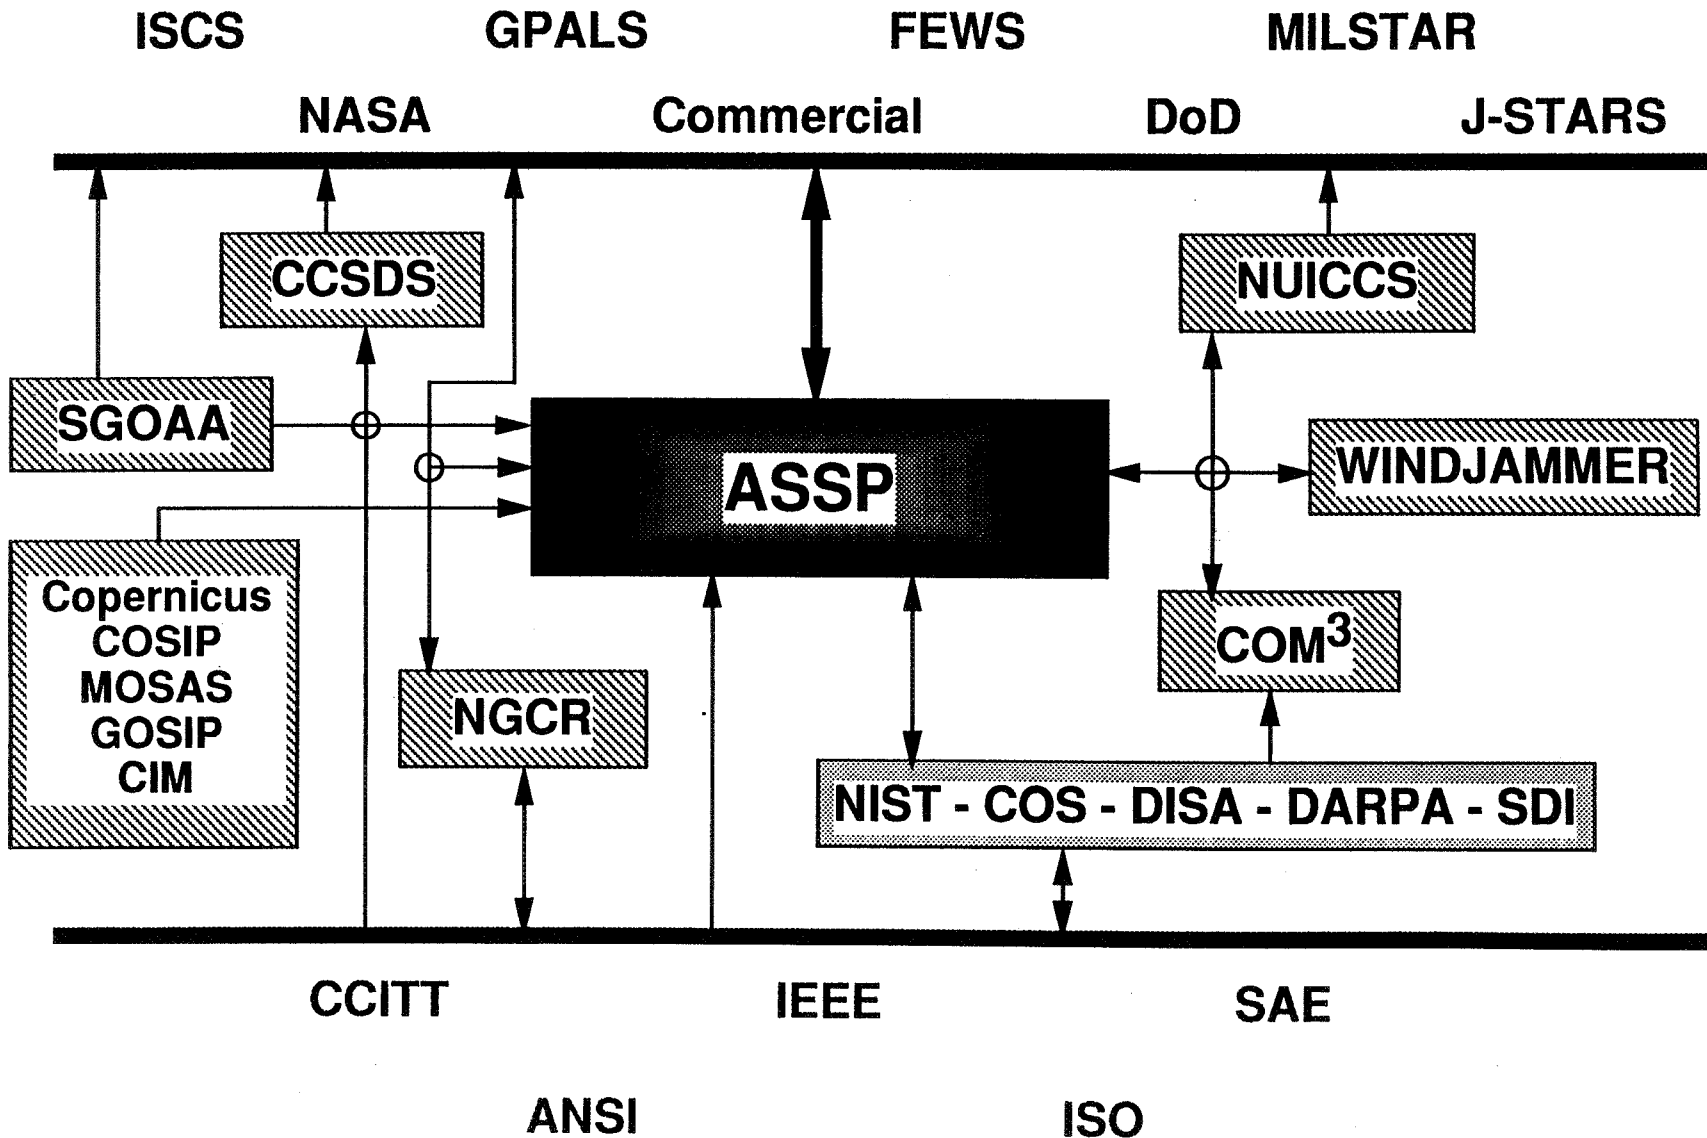 ISCS GPALS FEWS MILSTAR
NASA Commercial DoD J-STARS
CCSDS
NUICCS
SGOAA
ASSP
WINDJAMMER
Copernicus
COSIP
MOSAS
GOSIP
CIM
COM³
NGCR
NIST - COS - DISA - DARPA - SDI
CCITT IEEE SAE
ANSI ISO